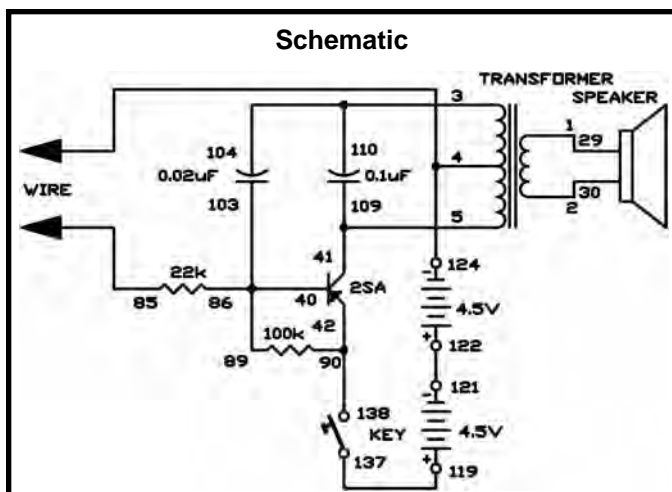 Schematic
TRANSFORMER
SPEAKER
3
4
5
1
29
30
2
104
0.02uF
103
110
0.1uF
109
WIRE
41
40
2SA
42
22k
85
86
100k
89
90
124
4.5V
122
121
4.5V
119
138
KEY
137
-
+
-
+